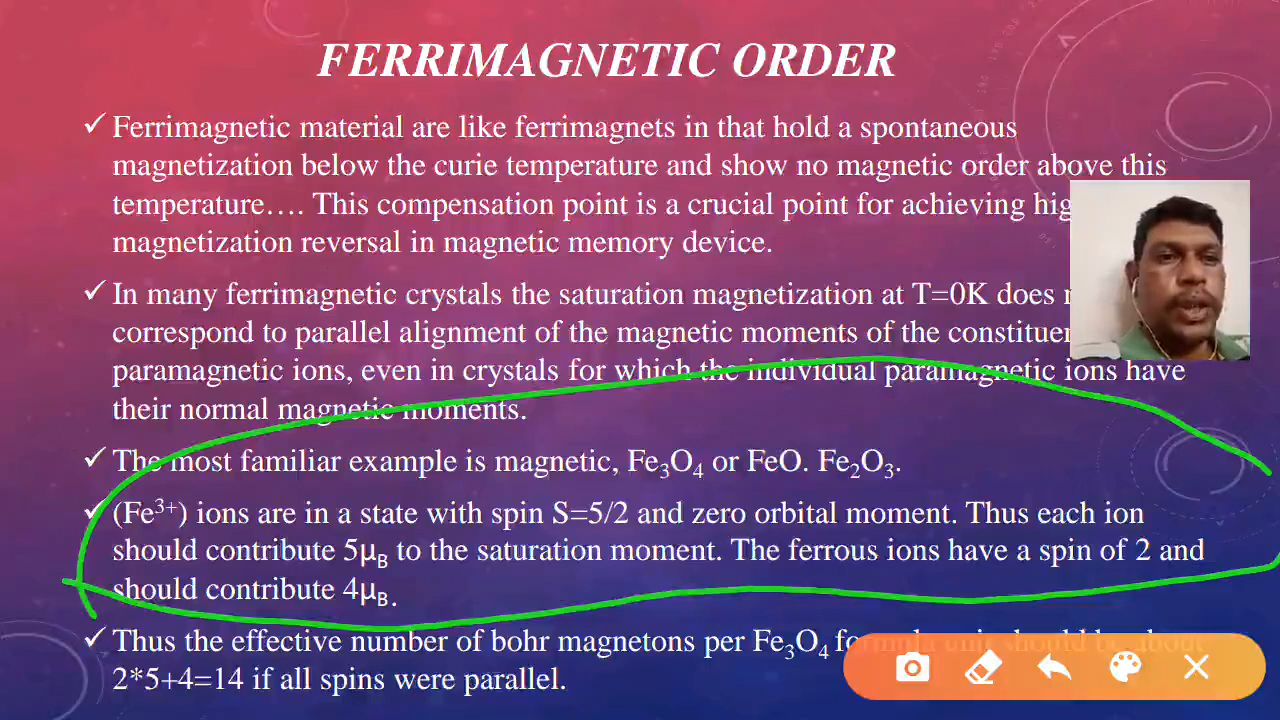 FERRIMAGNETIC ORDER
✓ Ferrimagnetic material are like ferrimagnets in that hold a spontaneous
magnetization below the curie temperature and show no magnetic order above this
temperature…. This compensation point is a crucial point for achieving
magnetization reversal in magnetic memory device.
✓ In many ferrimagnetic crystals the saturation magnetization at T=0K does
correspond to parallel alignment of the magnetic moments of the
paramagnetic ions, even in crystals for which the individual paramagnetic ions have
their normal magnetic moments.
✓ The most familiar example is magnetic, Fe₃O₄ or FeO. Fe₂O₃.
✓ (Fe³⁺) ions are in a state with spin S=5/2 and zero orbital moment. Thus each ion
should contribute 5μ_B to the saturation moment. The ferrous ions have a spin of 2 and
should contribute 4μ_B.
✓ Thus the effective number of bohr magnetons per Fe₃O₄ formula unit should be about
2*5+4=14 if all spins were parallel.